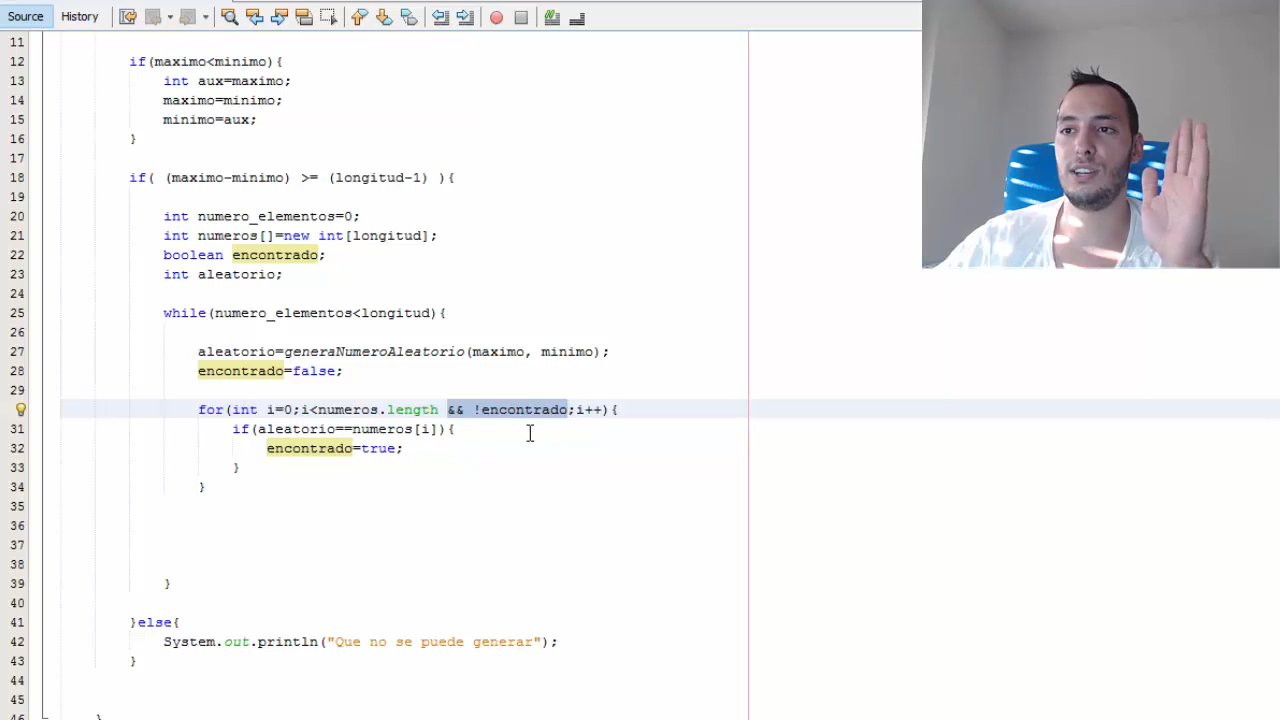 Source History
11
12 if(maximo<minimo){
13 int aux=maximo;
14 maximo=minimo;
15 minimo=aux;
16 }
17
18 if( (maximo-minimo) >= (longitud-1) ){
19
20 int numero_elementos=0;
21 int numeros[]=new int[longitud];
22 boolean encontrado;
23 int aleatorio;
24
25 while(numero_elementos<longitud){
26
27 aleatorio=generaNumeroAleatorio(maximo, minimo);
28 encontrado=false;
29
for(int i=0;i<numeros.length && !encontrado;i++){
31 if(aleatorio==numeros[i]){
32 encontrado=true;
33 }
34 }
35
36
37
38
39 }
40
41 }else{
42 System.out.println("Que no se puede generar");
43 }
44
45
46 }